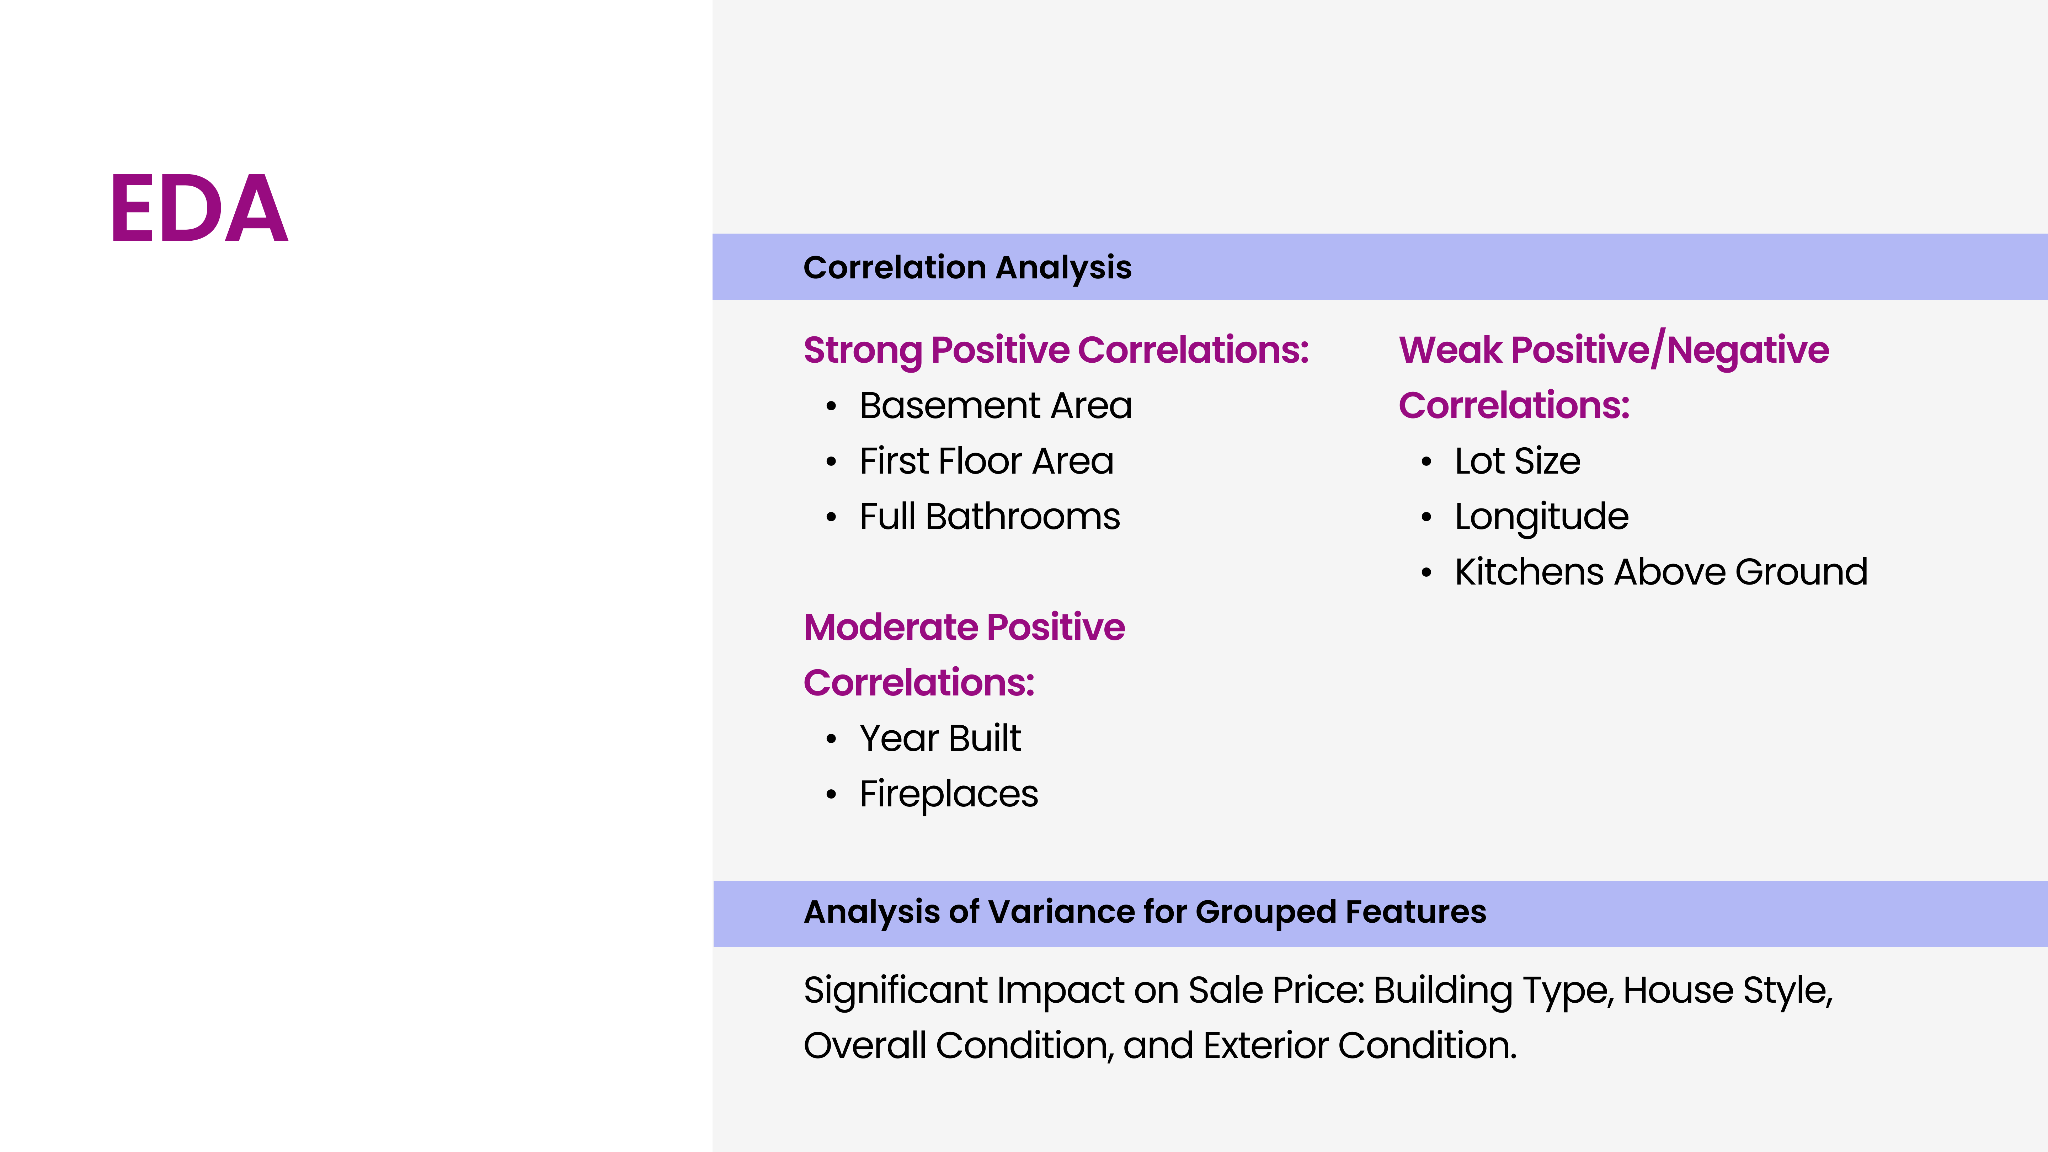 EDA
Correlation Analysis
Strong Positive Correlations:
• Basement Area
• First Floor Area
• Full Bathrooms
Moderate Positive
Correlations:
• Year Built
• Fireplaces
Weak Positive/Negative
Correlations:
• Lot Size
• Longitude
• Kitchens Above Ground
Analysis of Variance for Grouped Features
Significant Impact on Sale Price: Building Type, House Style,
Overall Condition, and Exterior Condition.